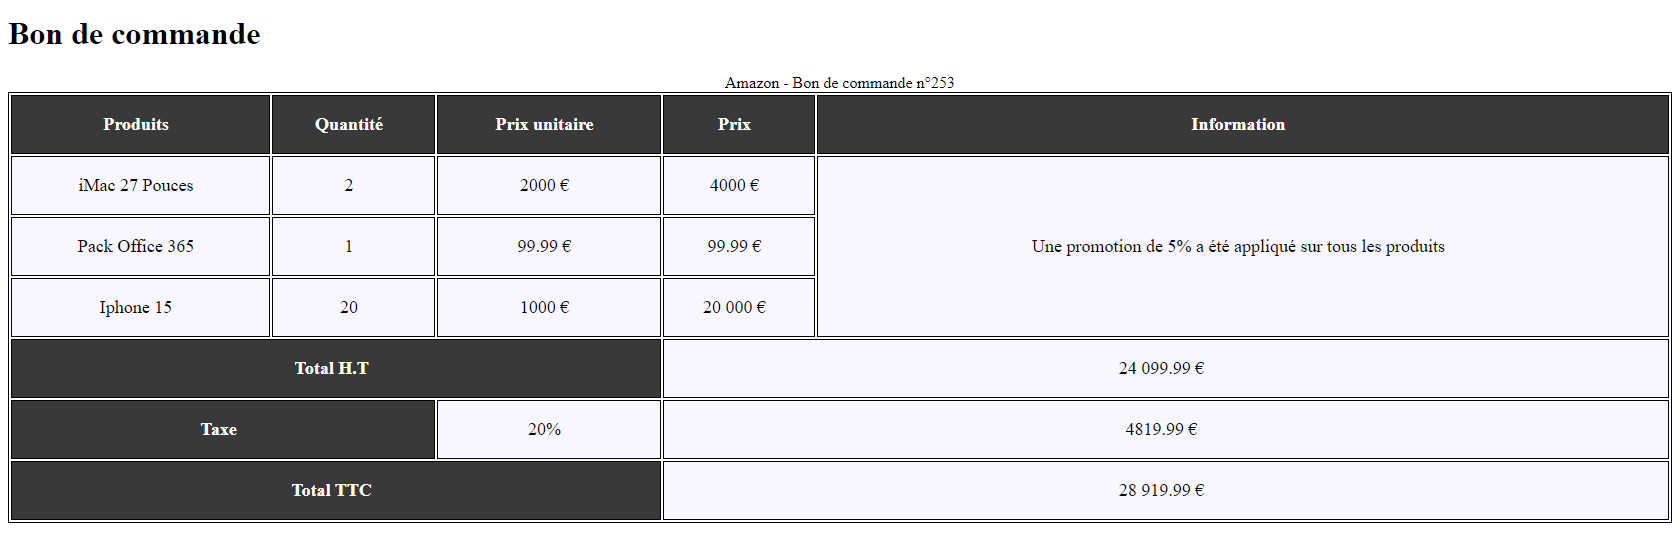 Bon de commande
Amazon - Bon de commande n°253
Produits Quantité Prix unitaire Prix Information
iMac 27 Pouces 2 2000 € 4000 €
Pack Office 365 1 99.99 € 99.99 € Une promotion de 5% a été appliqué sur tous les produits
Iphone 15 20 1000 € 20 000 €
Total H.T 24 099.99 €
Taxe 20% 4819.99 €
Total TTC 28 919.99 €